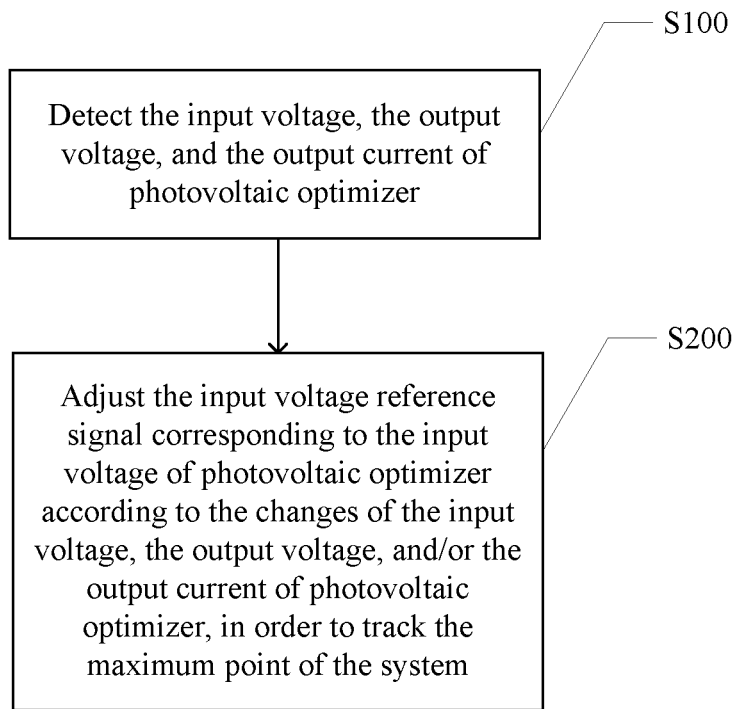 S100
Detect the input voltage, the output
voltage, and the output current of
photovoltaic optimizer
S200
Adjust the input voltage reference
signal corresponding to the input
voltage of photovoltaic optimizer
according to the changes of the input
voltage, the output voltage, and/or the
output current of photovoltaic
optimizer, in order to track the
maximum point of the system